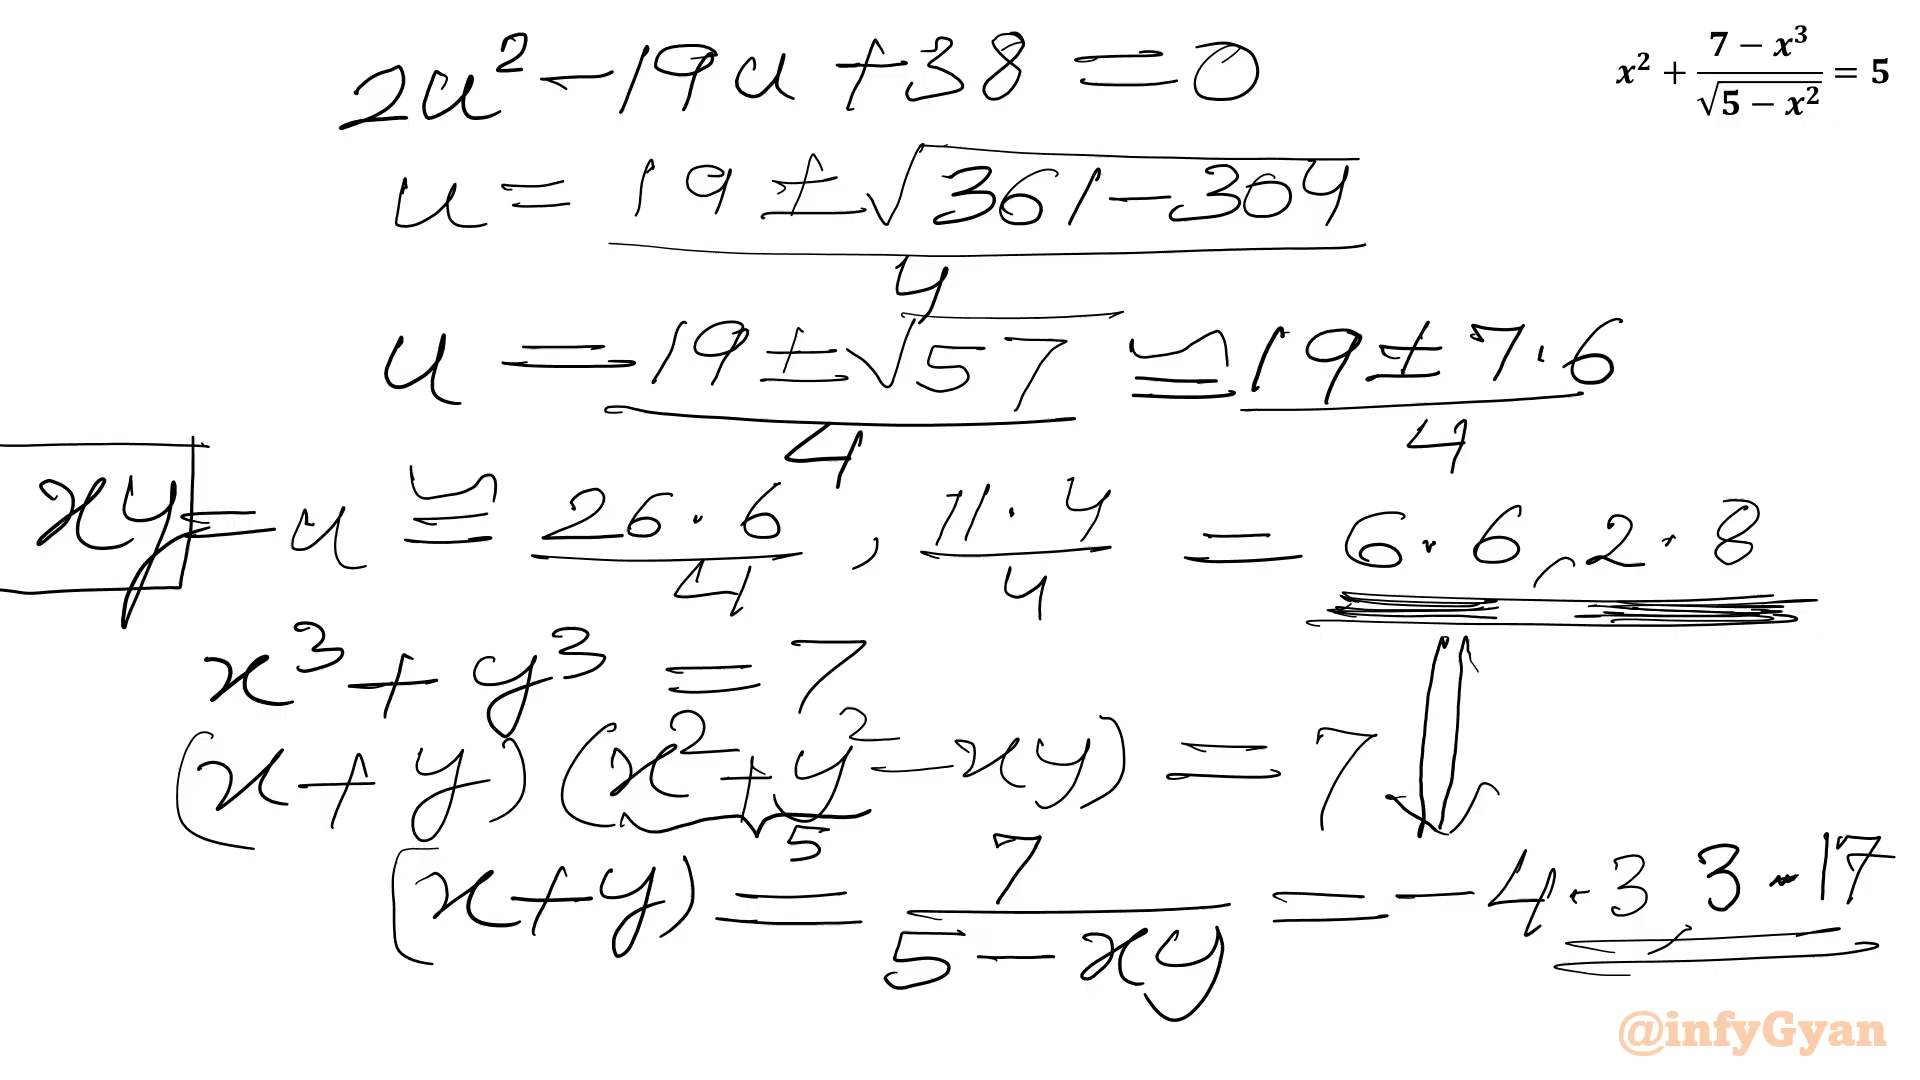 x² + (7 − x³)/√(5 − x²) = 5
2u² − 19u + 38 = 0
u = (19 ± √(361 − 304))/4
u = (19 ± √57)/4 ≌ (19 ± 7.6)/4
xy = u ≌ 26.6/4 , 11.4/4 = 6.6, 2.8
x³ + y³ = 7
(x + y)(x² + y² − xy) = 7
5
(x + y) = 7/(5 − xy) = −4.3, 3.17
@infyGyan